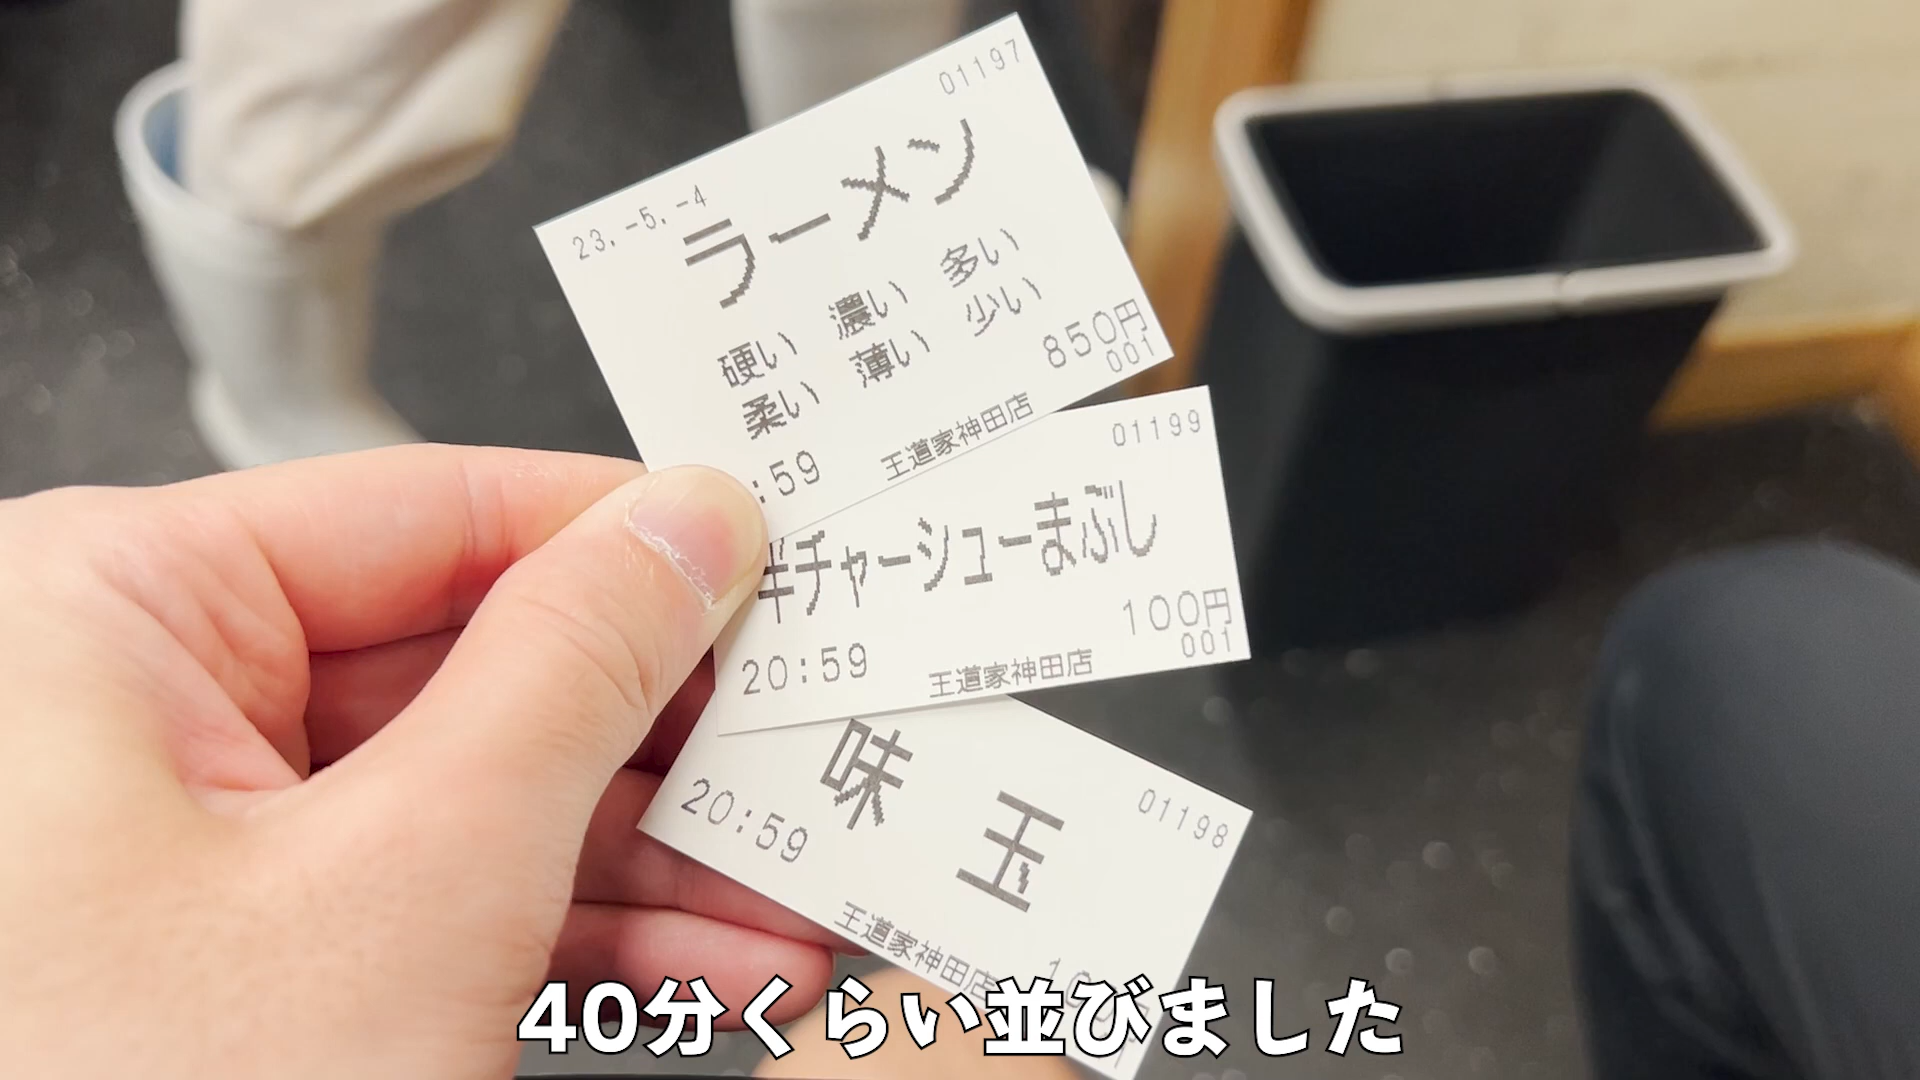 01197
23.-5.-4
ラーメン
硬い 濃い 多い
柔い 薄い 少い
850円
001
:59 王道家神田店
01199
半チャーシューまぶし
100円
001
20:59 王道家神田店
01198
味玉
20:59
王道家神田店
40分くらい並びました